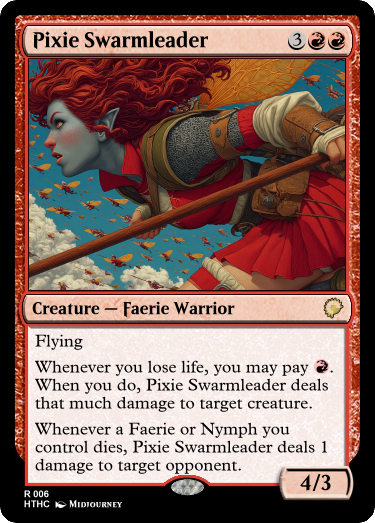 Pixie Swarmleader 3
Creature — Faerie Warrior
Flying
Whenever you lose life, you may pay .
When you do, Pixie Swarmleader deals
that much damage to target creature.
Whenever a Faerie or Nymph you
control dies, Pixie Swarmleader deals 1
damage to target opponent.
4/3
R 006
HTHC Midjourney